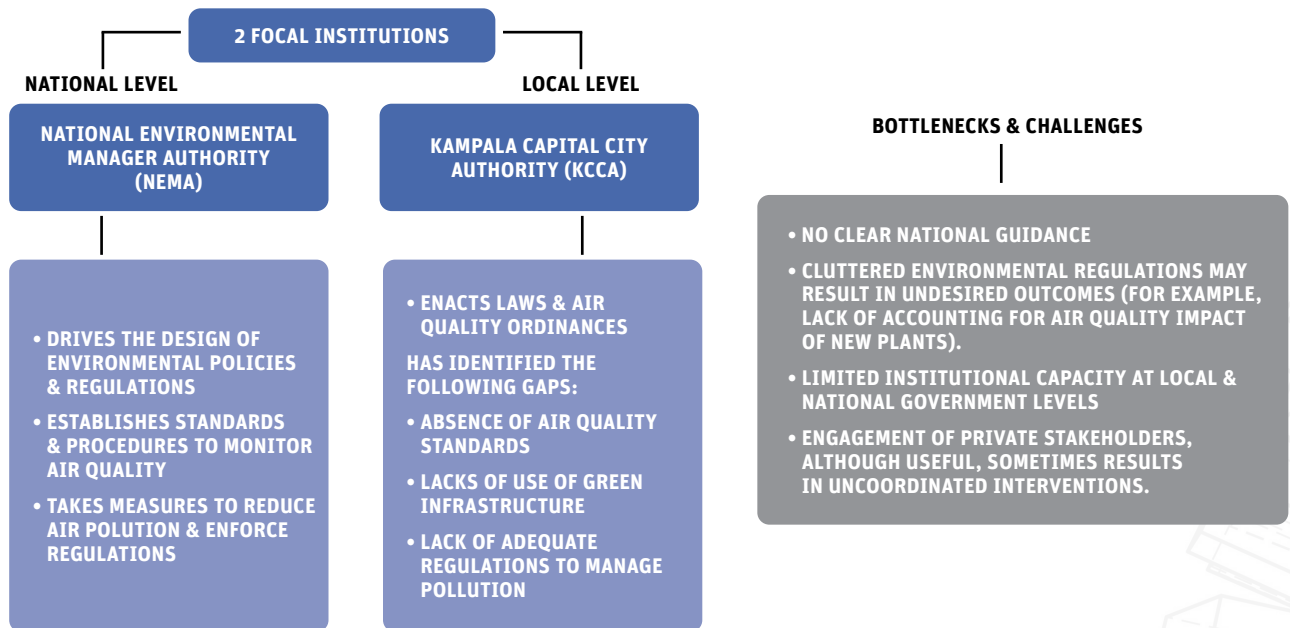 2 FOCAL INSTITUTIONS
NATIONAL LEVEL
NATIONAL ENVIRONMENTAL
MANAGER AUTHORITY
(NEMA)
• DRIVES THE DESIGN OF
ENVIRONMENTAL POLICIES
& REGULATIONS
• ESTABLISHES STANDARDS
& PROCEDURES TO MONITOR
AIR QUALITY
• TAKES MEASURES TO REDUCE
AIR POLUTION & ENFORCE
REGULATIONS
LOCAL LEVEL
KAMPALA CAPITAL CITY
AUTHORITY (KCCA)
• ENACTS LAWS & AIR
QUALITY ORDINANCES
HAS IDENTIFIED THE
FOLLOWING GAPS:
• ABSENCE OF AIR QUALITY
STANDARDS
• LACKS OF USE OF GREEN
INFRASTRUCTURE
• LACK OF ADEQUATE
REGULATIONS TO MANAGE
POLLUTION
BOTTLENECKS & CHALLENGES
• NO CLEAR NATIONAL GUIDANCE
• CLUTTERED ENVIRONMENTAL REGULATIONS MAY
RESULT IN UNDESIRED OUTCOMES (FOR EXAMPLE,
LACK OF ACCOUNTING FOR AIR QUALITY IMPACT
OF NEW PLANTS).
• LIMITED INSTITUTIONAL CAPACITY AT LOCAL &
NATIONAL GOVERNMENT LEVELS
• ENGAGEMENT OF PRIVATE STAKEHOLDERS,
ALTHOUGH USEFUL, SOMETIMES RESULTS
IN UNCOORDINATED INTERVENTIONS.